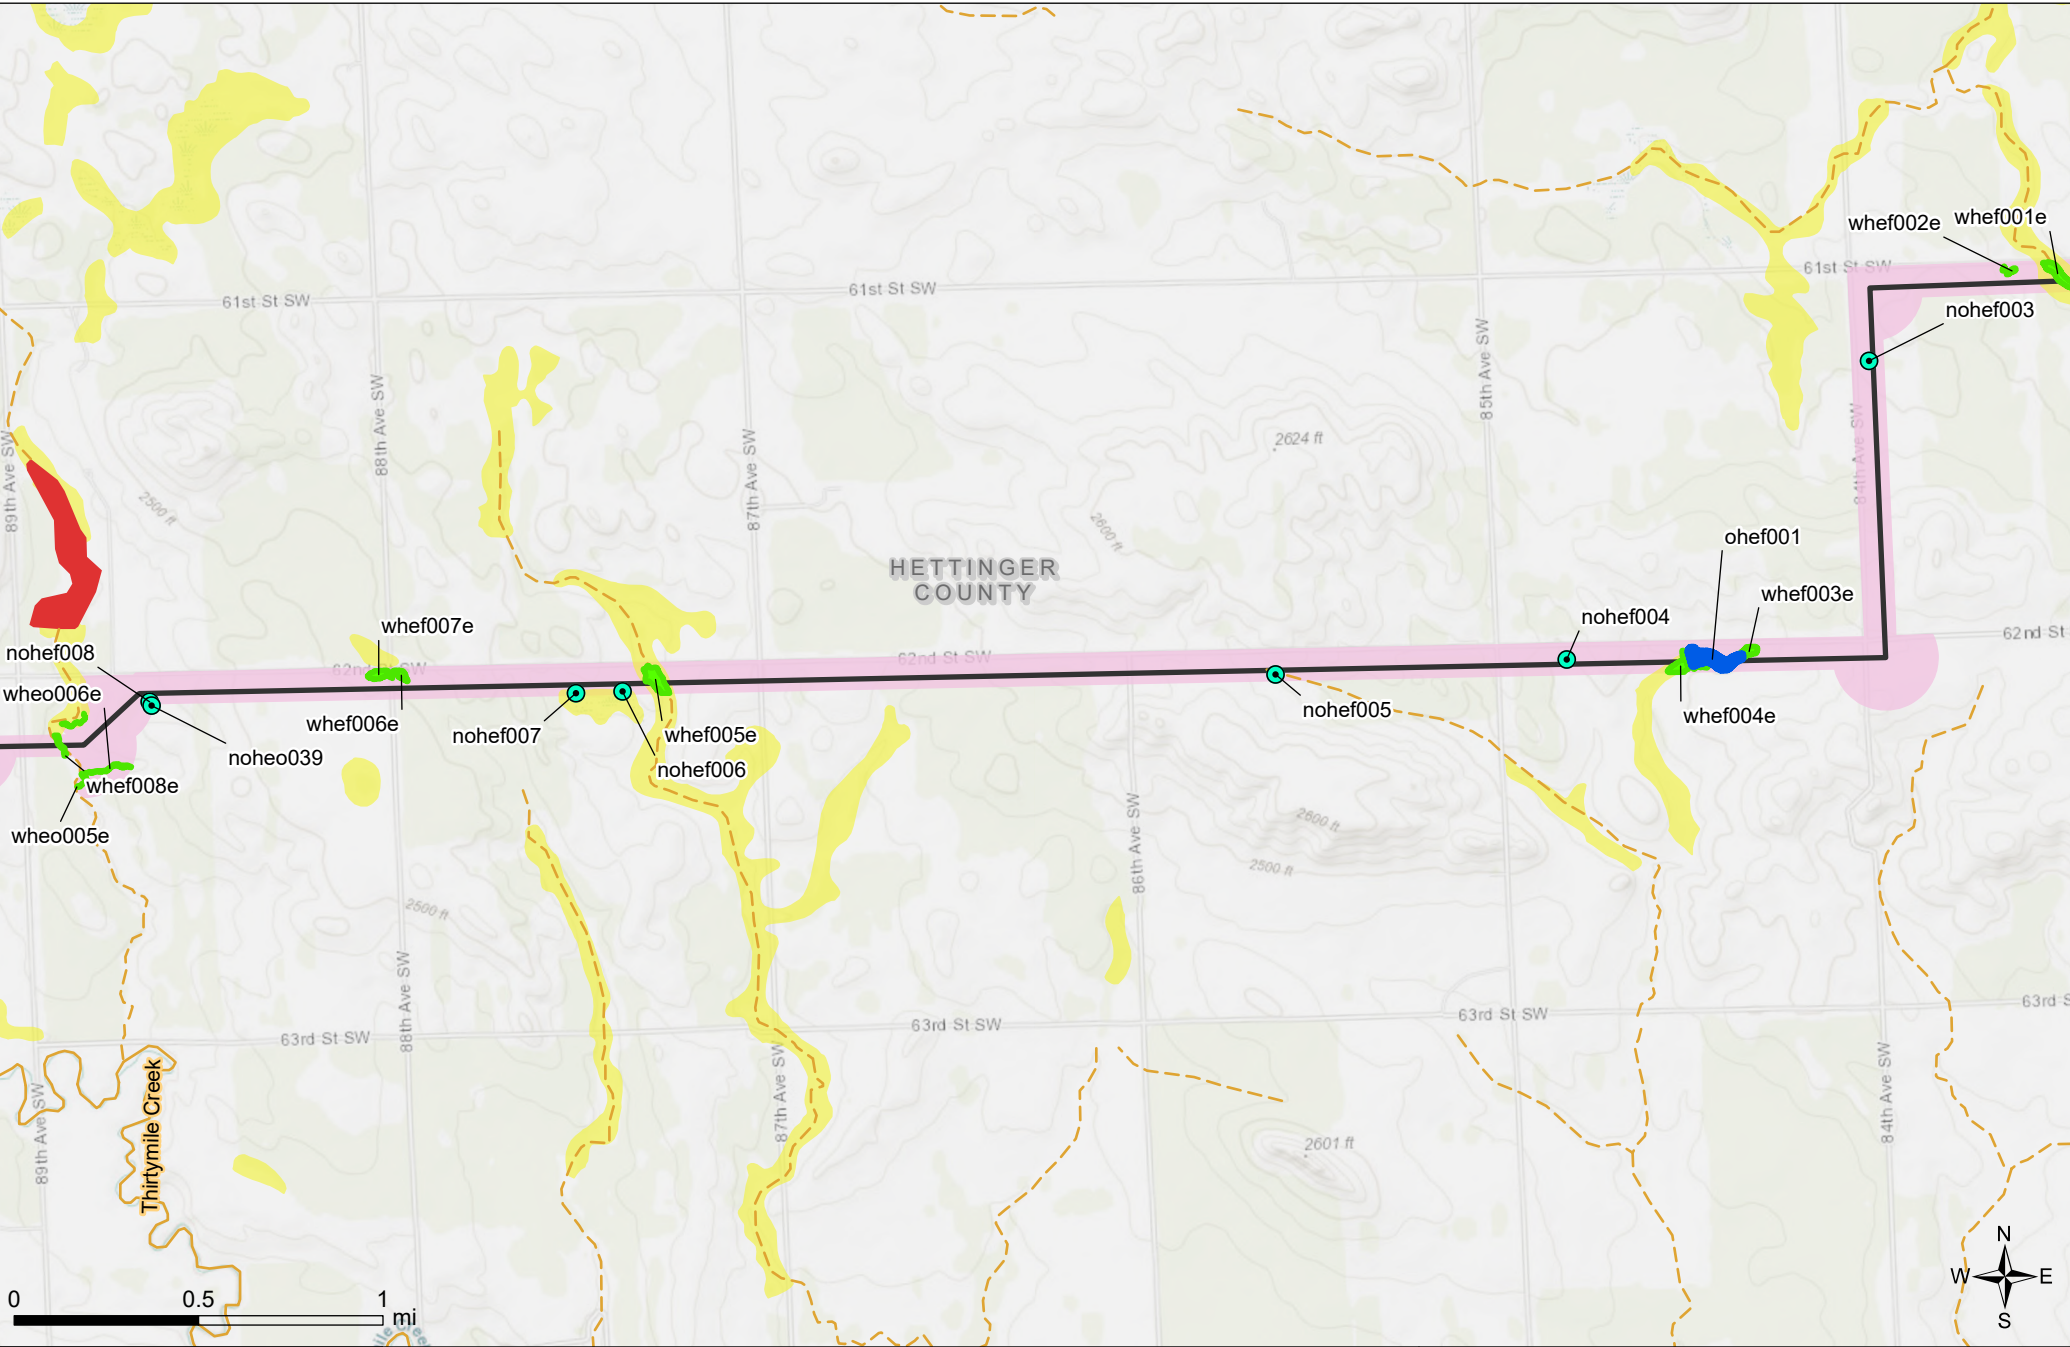 whef002e
whef001e
61st St SW
61st St SW
61st St SW
nohef003
85th Ave SW
88th Ave SW
84th Ave SW
89th Ave SW
87th Ave SW
2624 ft
2500 ft
2600 ft
ohef001
HETTINGER
COUNTY
whef003e
nohef004
whef007e
62nd St
nohef008
62nd St SW
62nd St SW
wheo006e
whef006e
nohef007
whef005e
nohef005
whef004e
noheo039
nohef006
whef008e
wheo005e
2600 ft
86th Ave SW
2500 ft
2500 ft
88th Ave SW
63rd St SW
63rd St SW
63rd St SW
63rd S
Thirtymile Creek
89th Ave SW
87th Ave SW
84th Ave SW
2601 ft
N
W E
S
0 0.5 1
mi